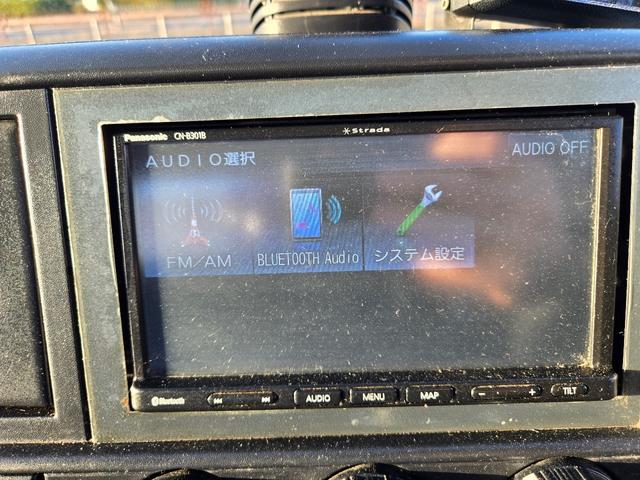 Panasonic CN-B301B
Strada
AUDIO選択
AUDIO OFF
FM/AM
BLUETOOTH Audio
システム設定
Bluetooth
AUDIO
MENU
MAP
- +
TILT